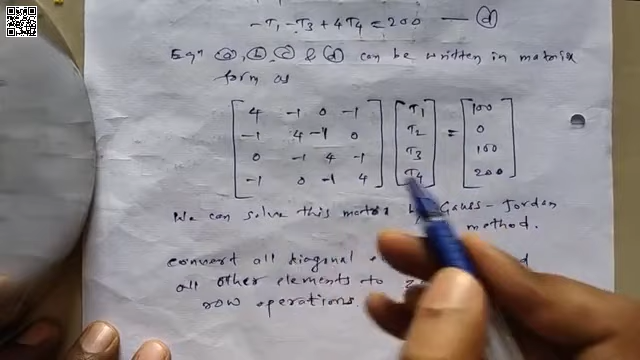 -T1 - T3 + 4T4 = 200 — (d)
Eqn (a), (b), (c) & (d) can be written in matrix
form as
[4 -1 0 -1] [T1] [100]
[-1 4 -1 0] [T2] = [0]
[0 -1 4 -1] [T3] [100]
[-1 0 -1 4] [T4] [200]
We can solve this matrix by Gauss-Jordan
method.
convert all diagonal
all other elements to
row operations.